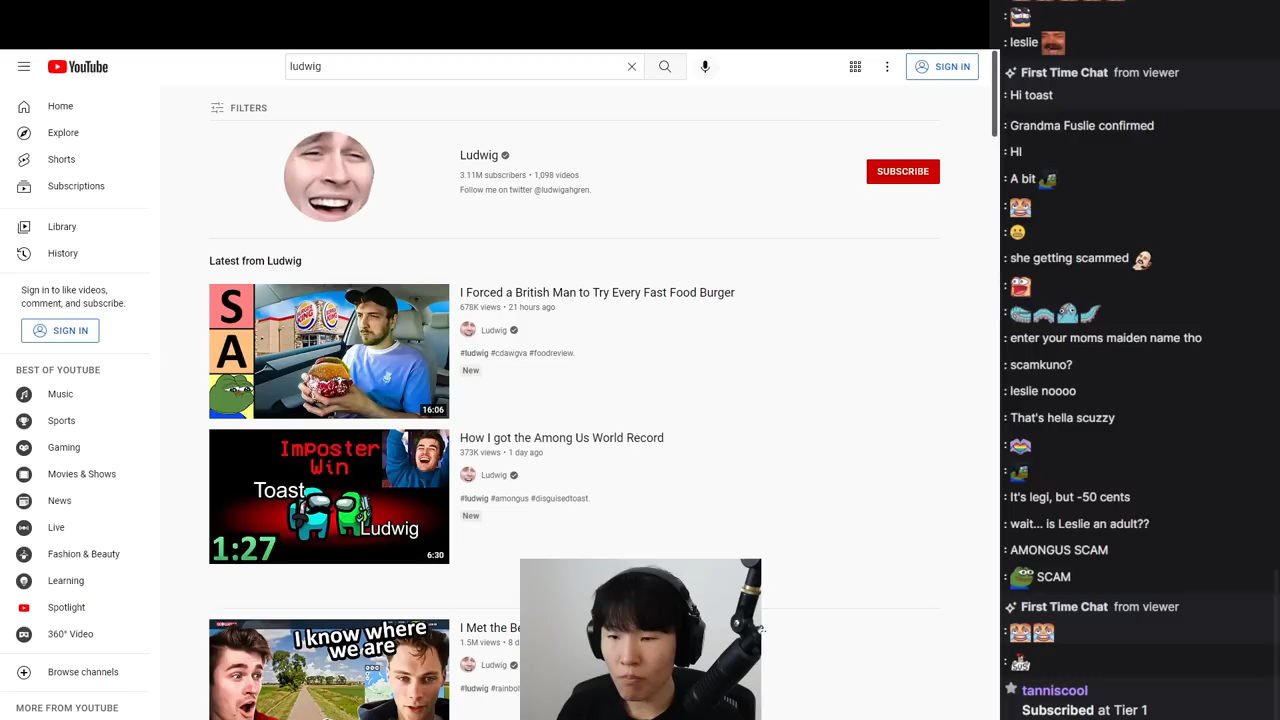 YouTube
ludwig
SIGN IN
Home
Explore
Shorts
Subscriptions
Library
History
Sign in to like videos,
comment, and subscribe.
SIGN IN
BEST OF YOUTUBE
Music
Sports
Gaming
Movies & Shows
News
Live
Fashion & Beauty
Learning
Spotlight
360° Video
Browse channels
MORE FROM YOUTUBE
FILTERS
Ludwig
3.11M subscribers • 1,098 videos
Follow me on twitter @ludwigahgren.
SUBSCRIBE
Latest from Ludwig
S
A
BURGER KING
16:06
I Forced a British Man to Try Every Fast Food Burger
678K views • 21 hours ago
Ludwig
#ludwig #cdawgva #foodreview.
New
Imposter
Win
Toast
Ludwig
1:27
6:30
How I got the Among Us World Record
373K views • 1 day ago
Ludwig
#ludwig #amongus #disguisedtoast.
New
I know where
we are
I Met the Be
1.5M views • 8 d
Ludwig
#ludwig #rainbol
: leslie
First Time Chat from viewer
: Hi toast
: Grandma Fuslie confirmed
: HI
: A bit
: she getting scammed
: enter your moms maiden name tho
: scamkuno?
: leslie noooo
: That's hella scuzzy
: It's legi, but -50 cents
: wait... is Leslie an adult??
: AMONGUS SCAM
: SCAM
First Time Chat from viewer
: SUS
tanniscool
Subscribed at Tier 1